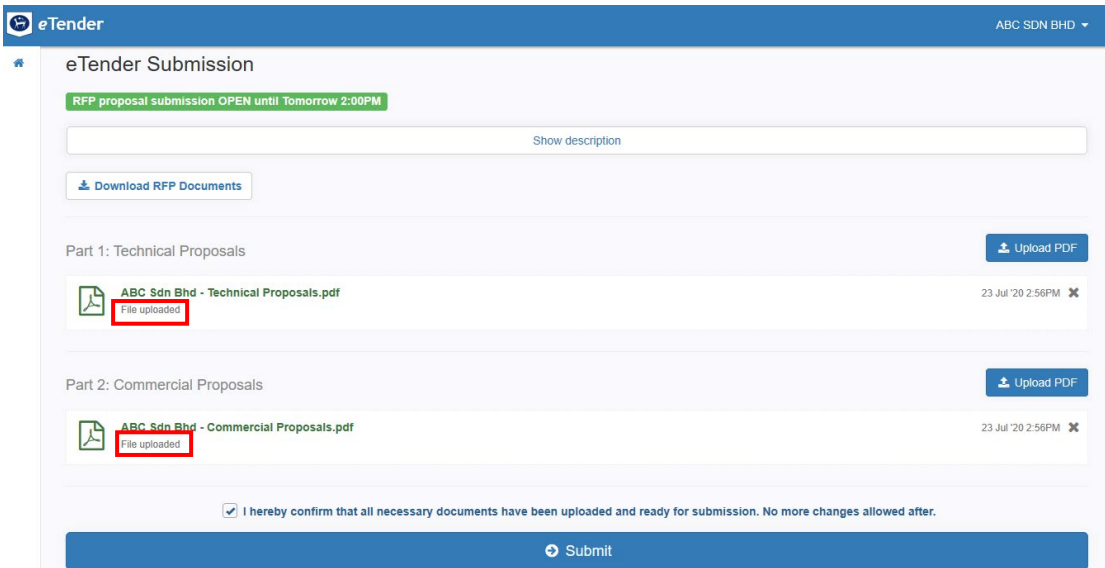 eTender
ABC SDN BHD
eTender Submission
RFP proposal submission OPEN until Tomorrow 2:00PM
Show description
Download RFP Documents
Part 1: Technical Proposals
Upload PDF
ABC Sdn Bhd - Technical Proposals.pdf
23 Jul '20 2:56PM
File uploaded
Part 2: Commercial Proposals
Upload PDF
ABC Sdn Bhd - Commercial Proposals.pdf
23 Jul '20 2:56PM
File uploaded
I hereby confirm that all necessary documents have been uploaded and ready for submission. No more changes allowed after.
Submit